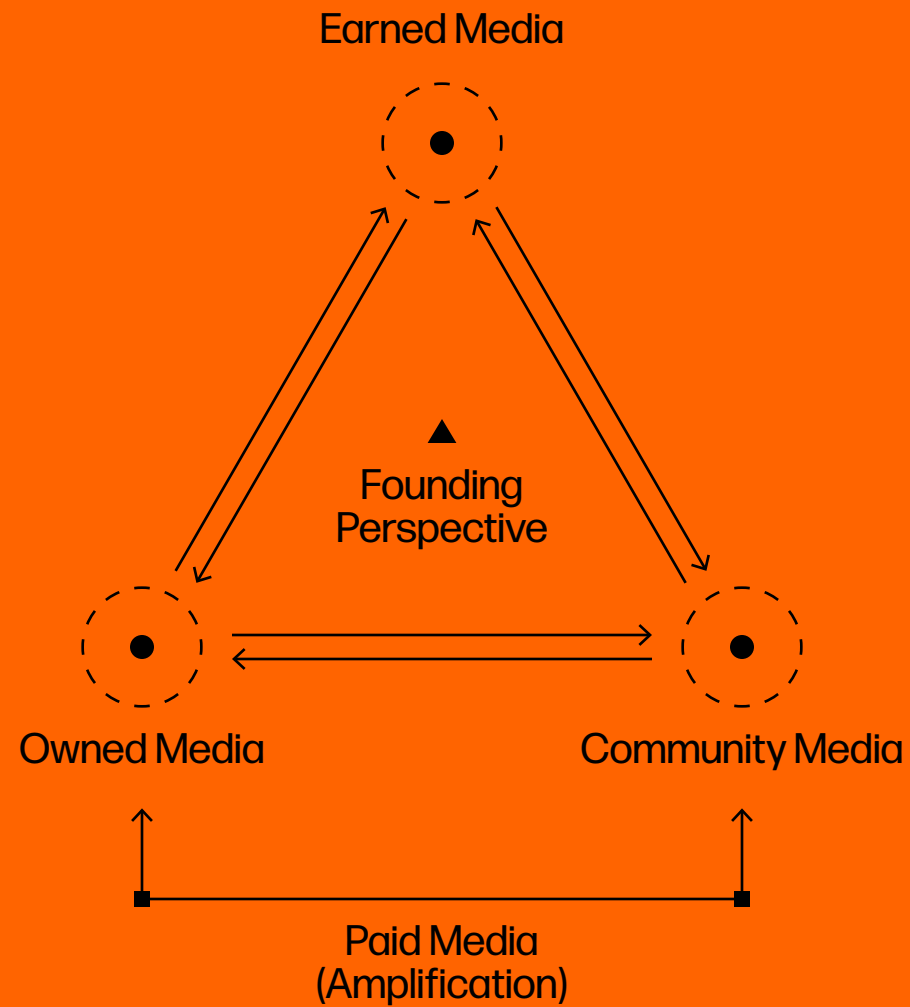 Earned Media
Founding
Perspective
Owned Media
Community Media
Paid Media
(Amplification)